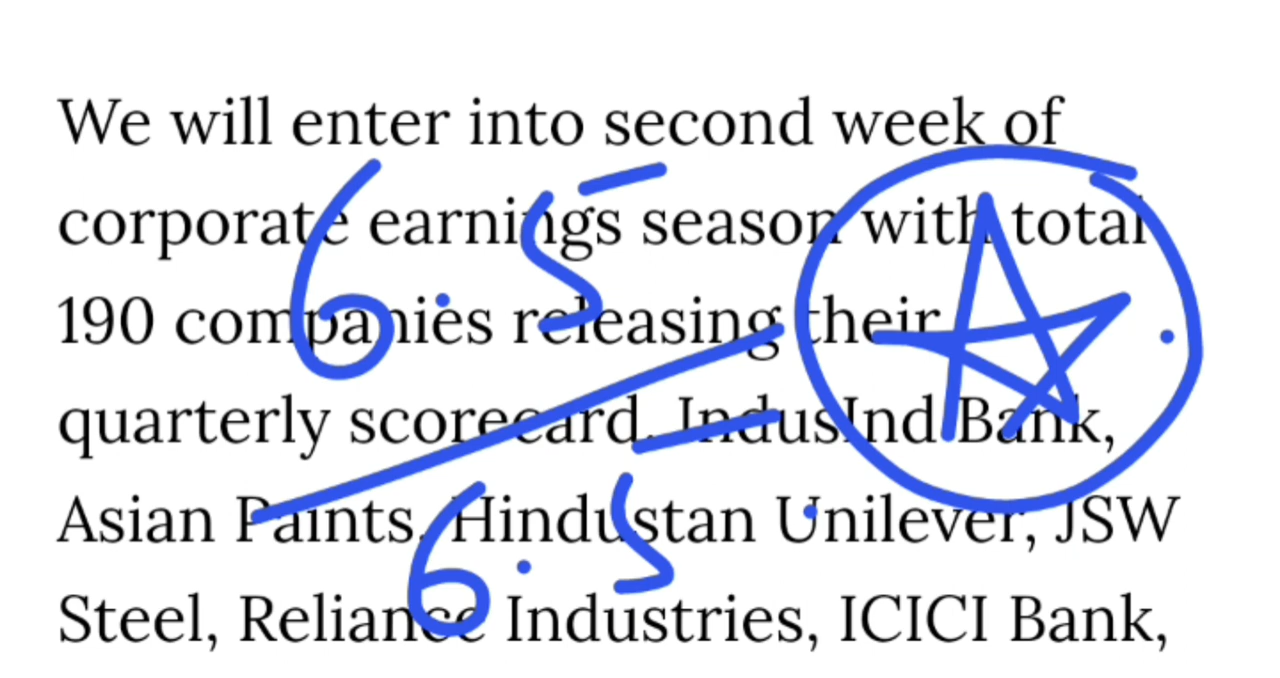 We will enter into second week of
corporate earnings season with total
190 companies releasing their
quarterly scorecard. IndusInd Bank,
Asian Paints, Hindustan Unilever, JSW
Steel, Reliance Industries, ICICI Bank,
6.5
6.5